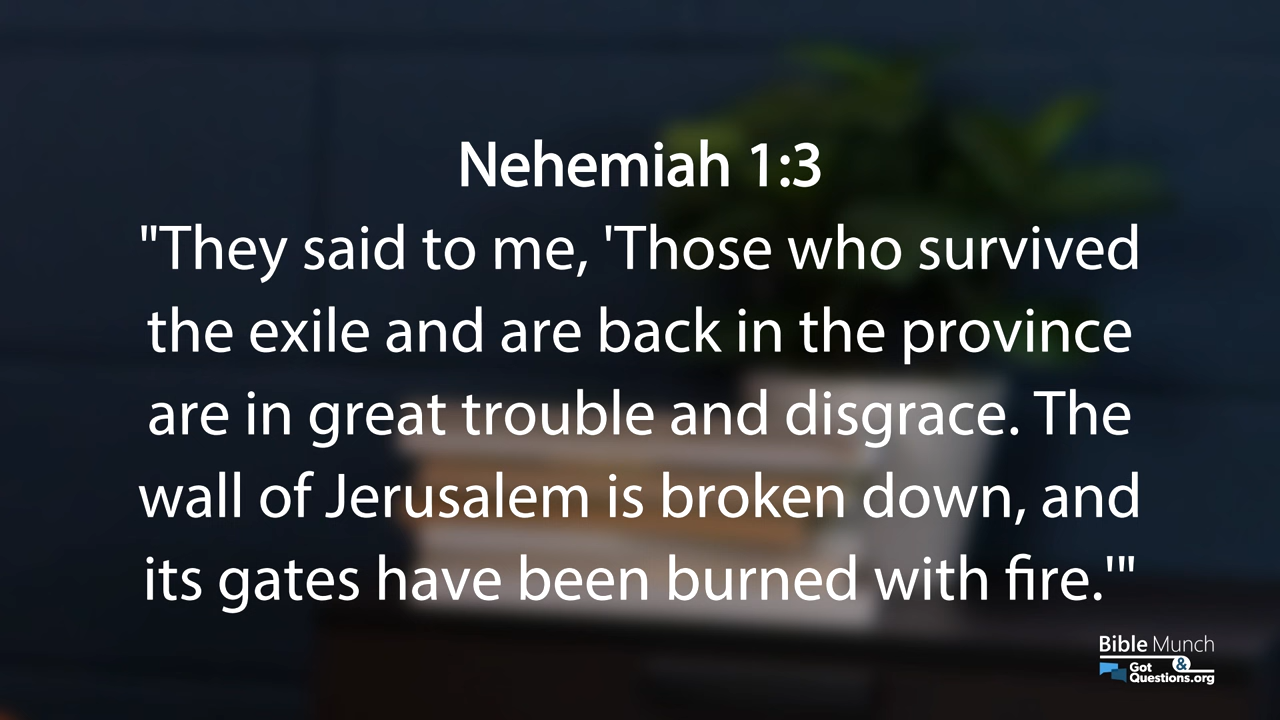 Nehemiah 1:3
"They said to me, 'Those who survived
the exile and are back in the province
are in great trouble and disgrace. The
wall of Jerusalem is broken down, and
its gates have been burned with fire.'"
Bible Munch
&
Got
Questions.org